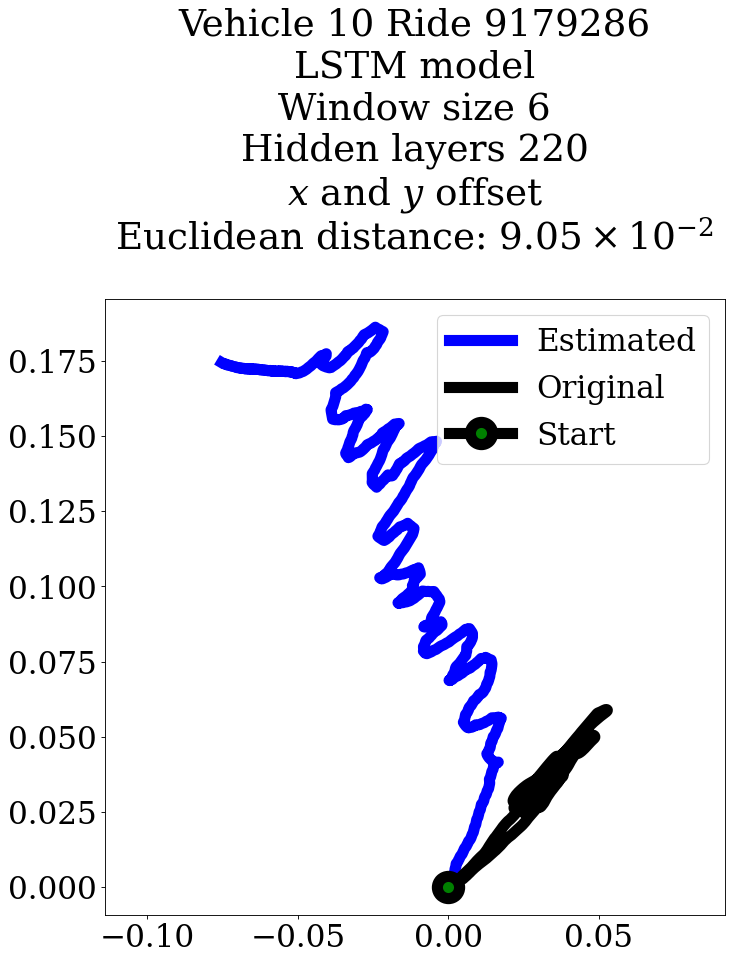 Vehicle 10 Ride 9179286
LSTM model
Window size 6
Hidden layers 220
x and y offset
Euclidean distance: 9.05 × 10⁻²
Estimated
Original
Start
0.175
0.150
0.125
0.100
0.075
0.050
0.025
0.000
−0.10 −0.05 0.00 0.05